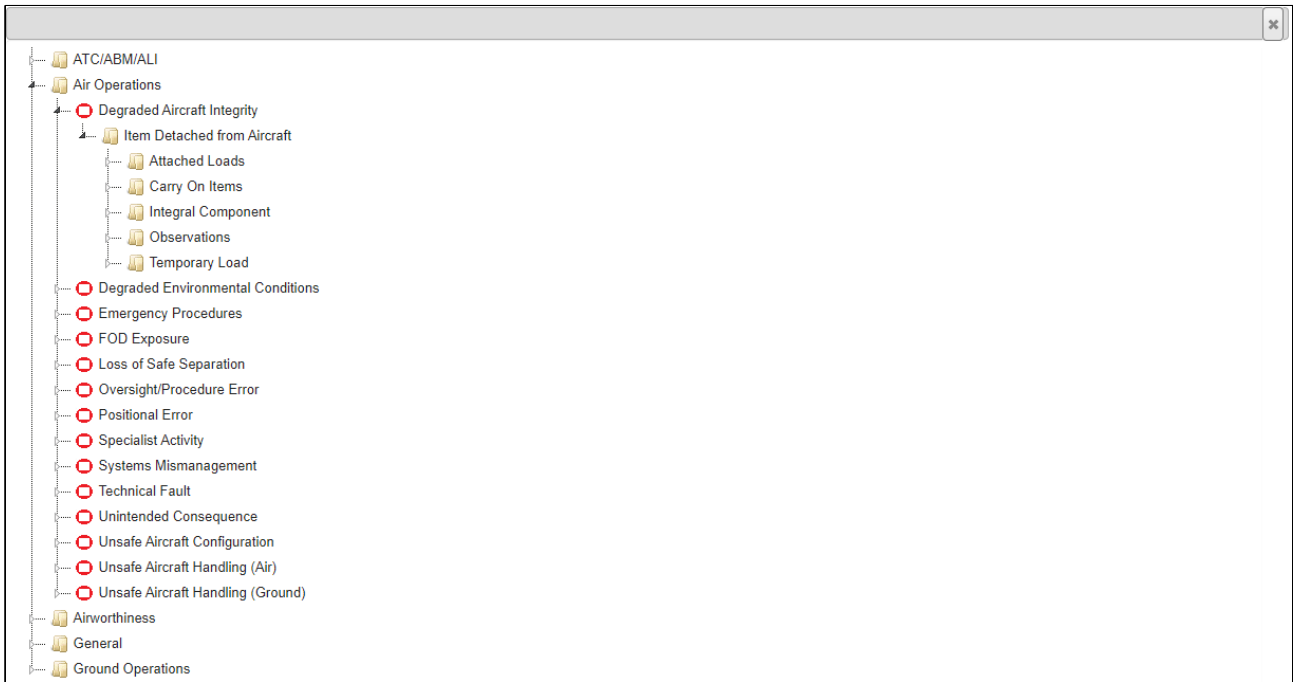 ATC/ABM/ALI
Air Operations
Degraded Aircraft Integrity
Item Detached from Aircraft
Attached Loads
Carry On Items
Integral Component
Observations
Temporary Load
Degraded Environmental Conditions
Emergency Procedures
FOD Exposure
Loss of Safe Separation
Oversight/Procedure Error
Positional Error
Specialist Activity
Systems Mismanagement
Technical Fault
Unintended Consequence
Unsafe Aircraft Configuration
Unsafe Aircraft Handling (Air)
Unsafe Aircraft Handling (Ground)
Airworthiness
General
Ground Operations